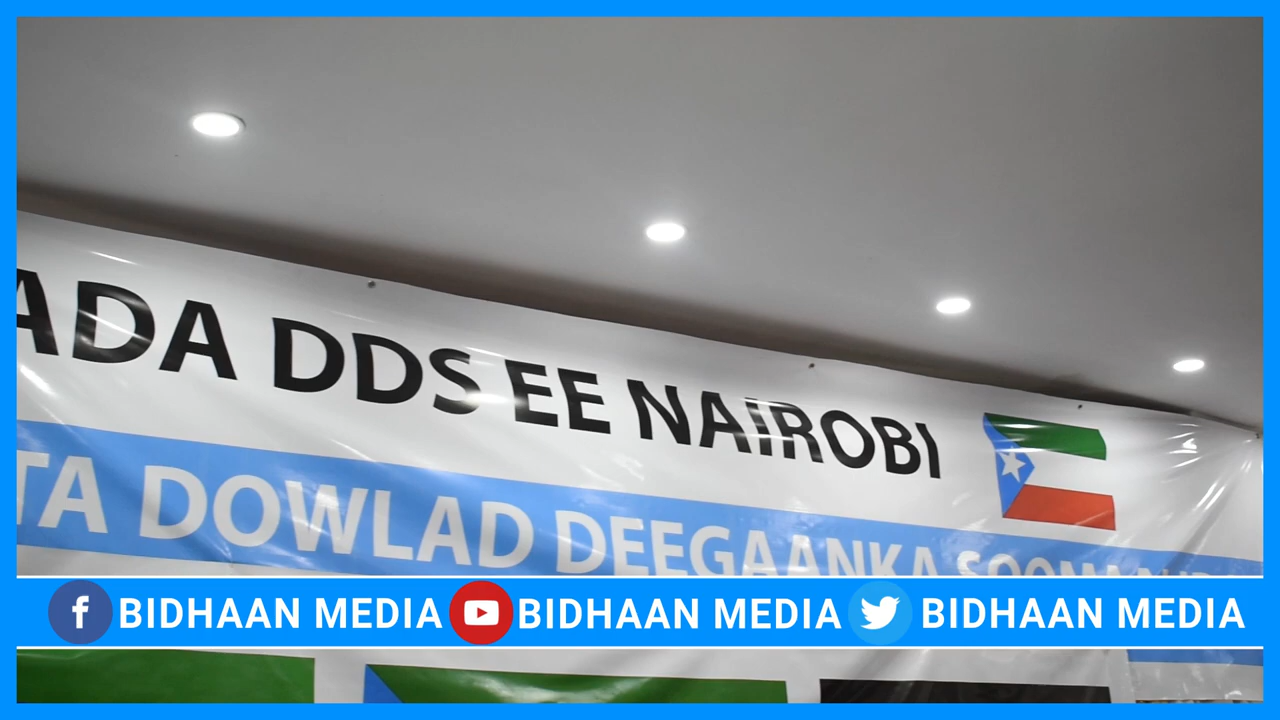 ADA DDS EE NAIROBI
TA DOWLAD DEEGAANKA
BIDHAAN MEDIA BIDHAAN MEDIA BIDHAAN MEDIA